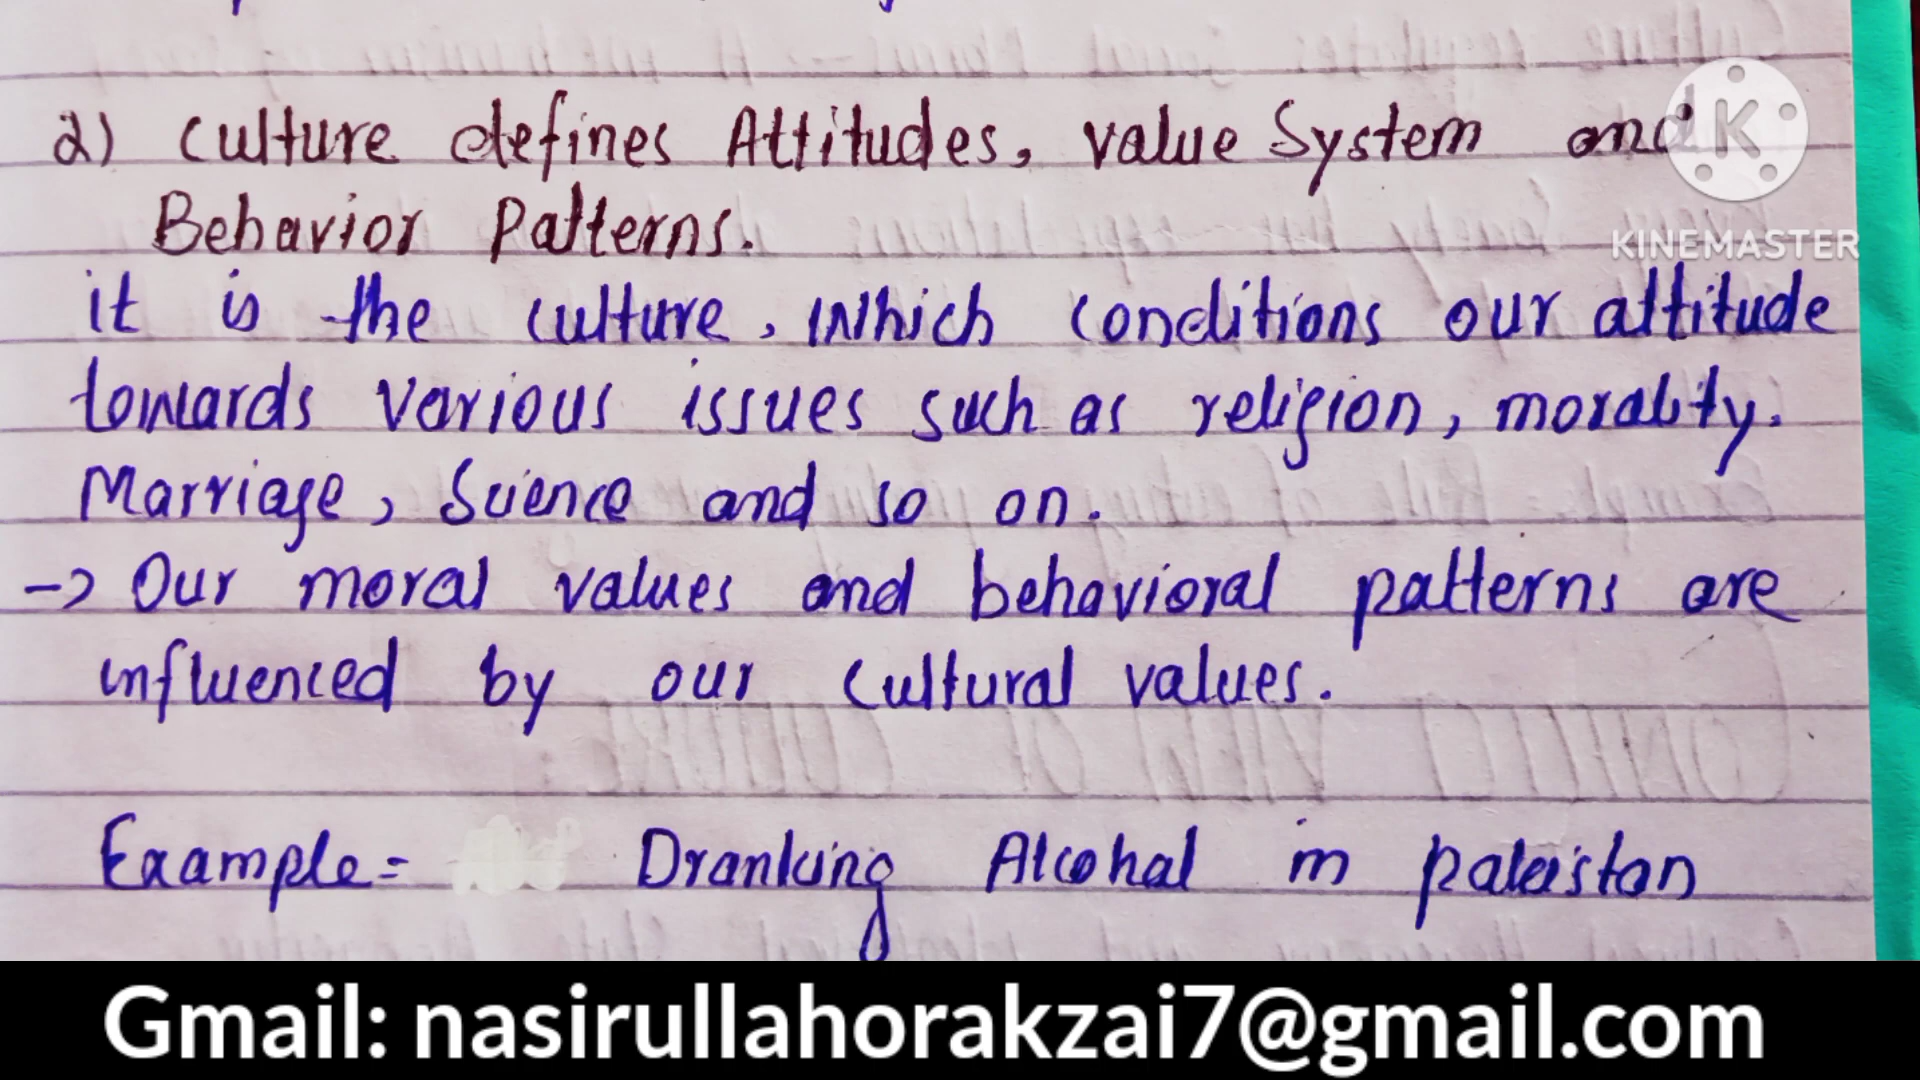 2) Culture defines Attitudes, value System and
Behavior Patterns.
it is the culture, which conditions our attitude
towards various issues such as religion, morality.
Marriage, Science and so on.
-> Our moral values and behavioral patterns are
influenced by our cultural values.
Example= Dranking Alcohal in pakistan
K
KINEMASTER
Gmail: nasirullahorakzai7@gmail.com